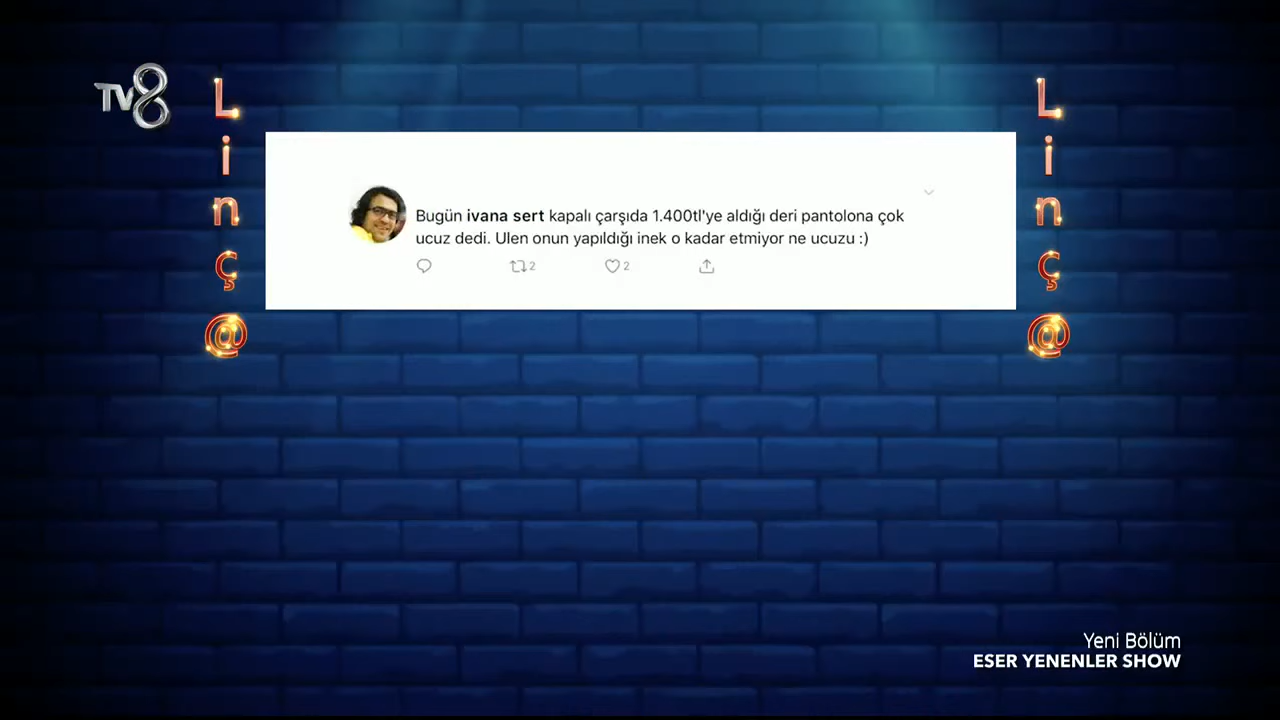 TV8
Linç@
Linç@
Bugün ivana sert kapalı çarşıda 1.400tl'ye aldığı deri pantolona çok
ucuz dedi. Ulen onun yapıldığı inek o kadar etmiyor ne ucuzu :)
2
2
Yeni Bölüm
ESER YENENLER SHOW